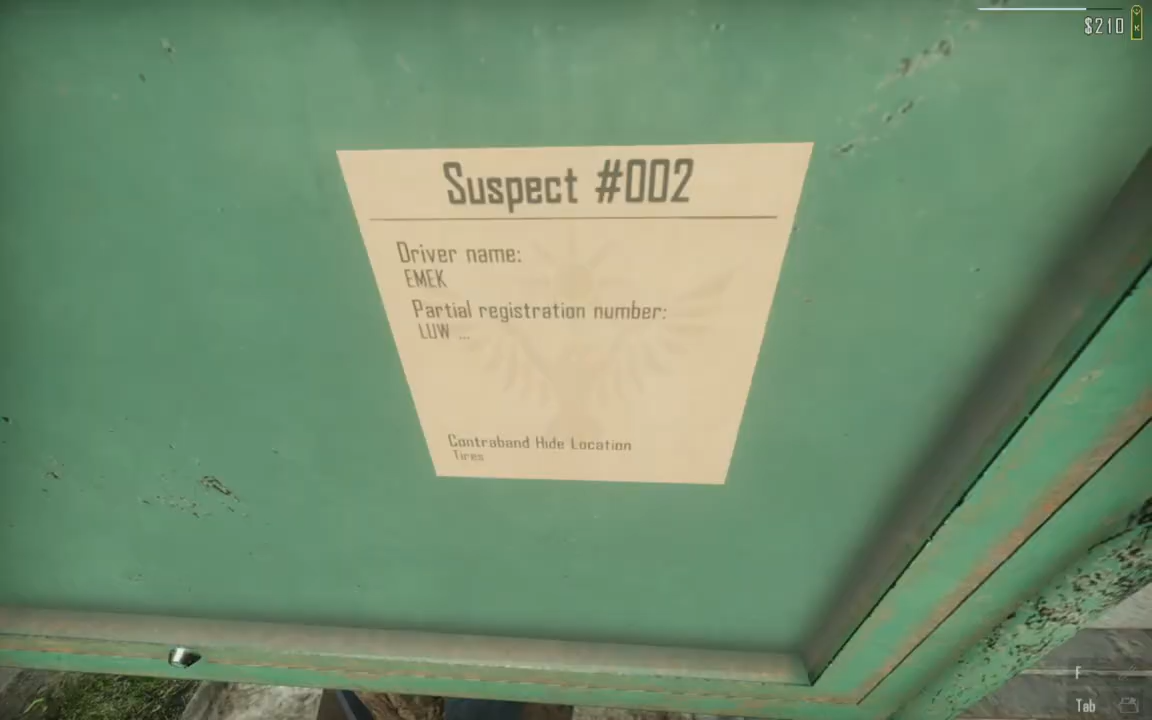 $210
K
Suspect #002
Driver name:
EMEK
Partial registration number:
LUW ...
Contraband Hide Location
Tires
F
Tab